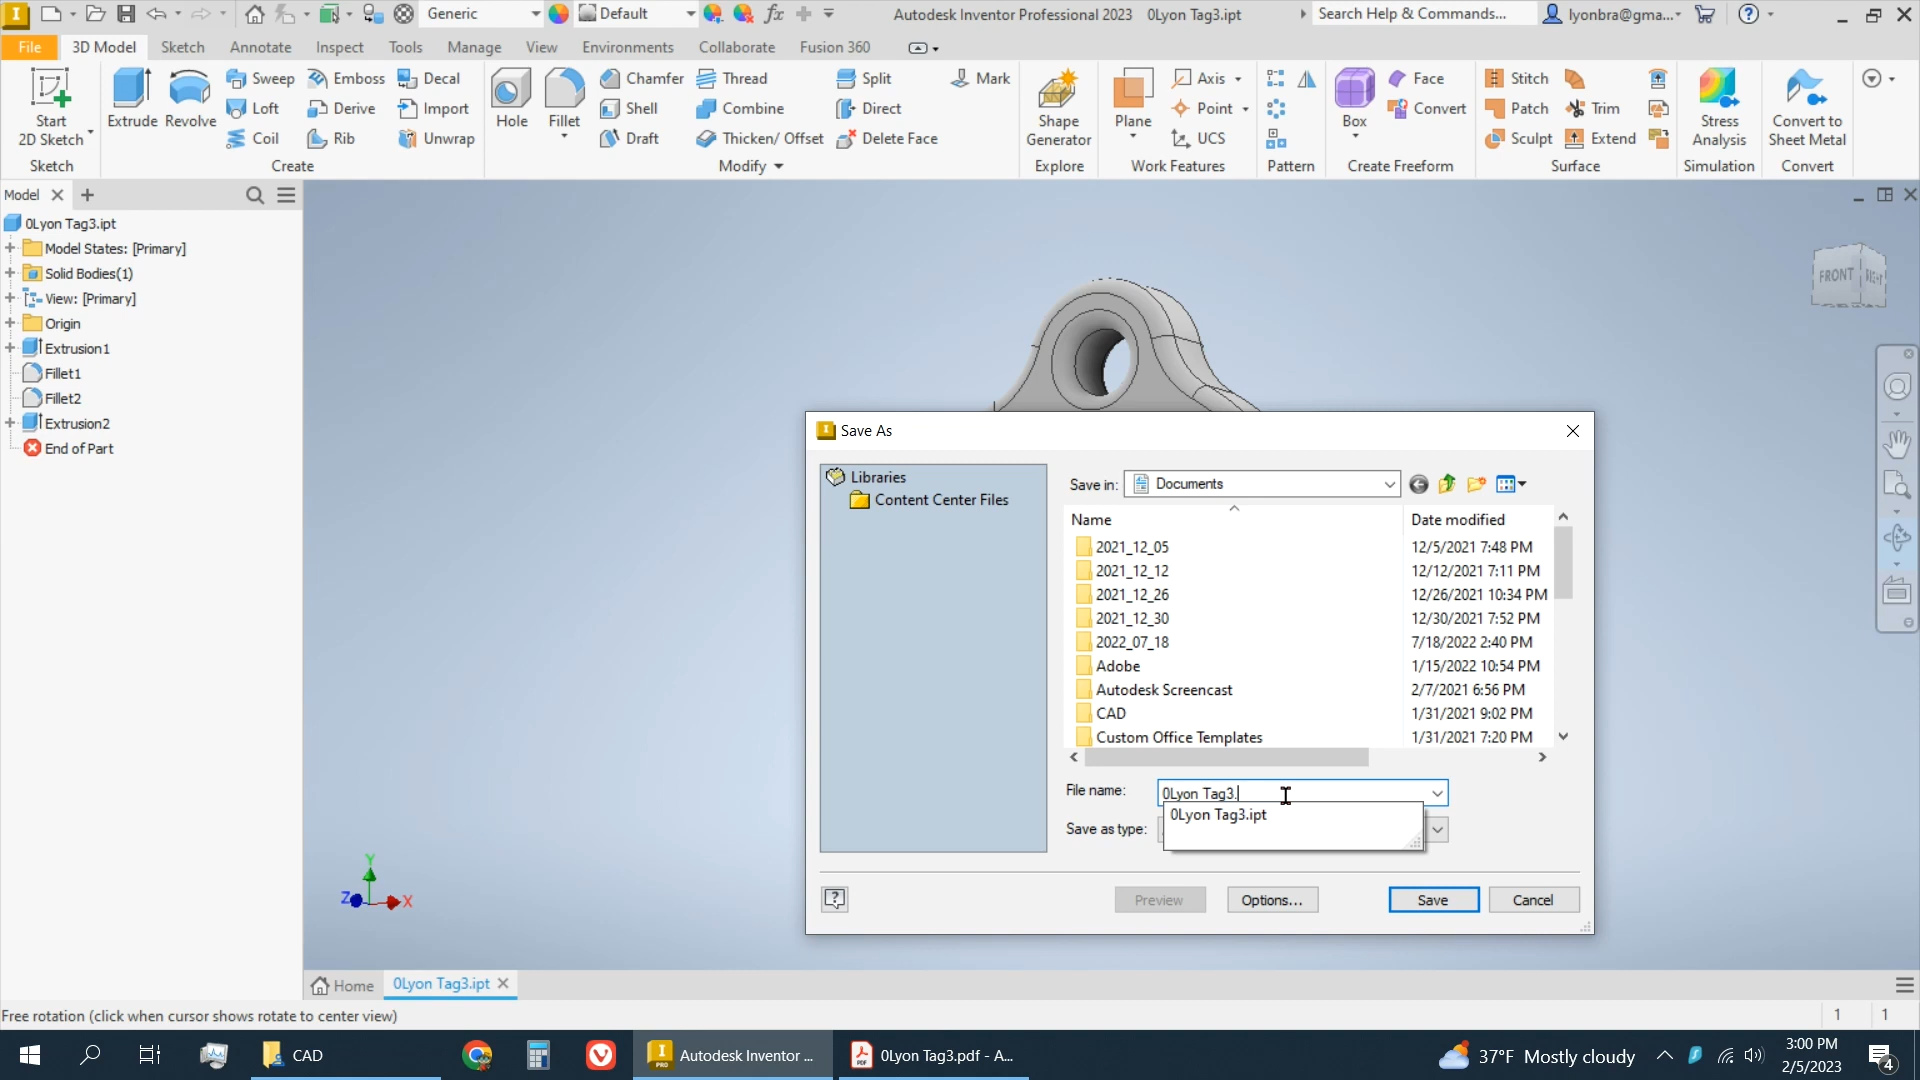 Generic
Default
fx
Autodesk Inventor Professional 2023 0Lyon Tag3.ipt
Search Help & Commands...
lyonbra@gma...
File 3D Model Sketch Annotate Inspect Tools Manage View Environments Collaborate Fusion 360
Start
2D Sketch
Sketch
Extrude Revolve
Sweep Emboss Decal
Loft Derive Import
Coil Rib Unwrap
Create
Hole Fillet
Chamfer Thread Split Mark
Shell Combine Direct
Draft Thicken/ Offset Delete Face
Modify
Shape
Generator
Explore
Plane
Axis
Point
UCS
Work Features
Pattern
Box
Face
Convert
Create Freeform
Stitch
Patch Trim
Sculpt Extend
Surface
Stress
Analysis
Simulation
Convert to
Sheet Metal
Convert
Model
0Lyon Tag3.ipt
Model States: [Primary]
Solid Bodies(1)
View: [Primary]
Origin
Extrusion1
Fillet1
Fillet2
Extrusion2
End of Part
FRONT RIGHT
Save As
Libraries
Content Center Files
Save in: Documents
Name Date modified
2021_12_05 12/5/2021 7:48 PM
2021_12_12 12/12/2021 7:11 PM
2021_12_26 12/26/2021 10:34 PM
2021_12_30 12/30/2021 7:52 PM
2022_07_18 7/18/2022 2:40 PM
Adobe 1/15/2022 10:54 PM
Autodesk Screencast 2/7/2021 6:56 PM
CAD 1/31/2021 9:02 PM
Custom Office Templates 1/31/2021 7:20 PM
File name: 0Lyon Tag3.
0Lyon Tag3.ipt
Save as type:
Preview Options... Save Cancel
Y
Z X
Home 0Lyon Tag3.ipt
Free rotation (click when cursor shows rotate to center view)
1 1
CAD
PRO
Autodesk Inventor ...
0Lyon Tag3.pdf - A...
37°F Mostly cloudy
3:00 PM
2/5/2023
4